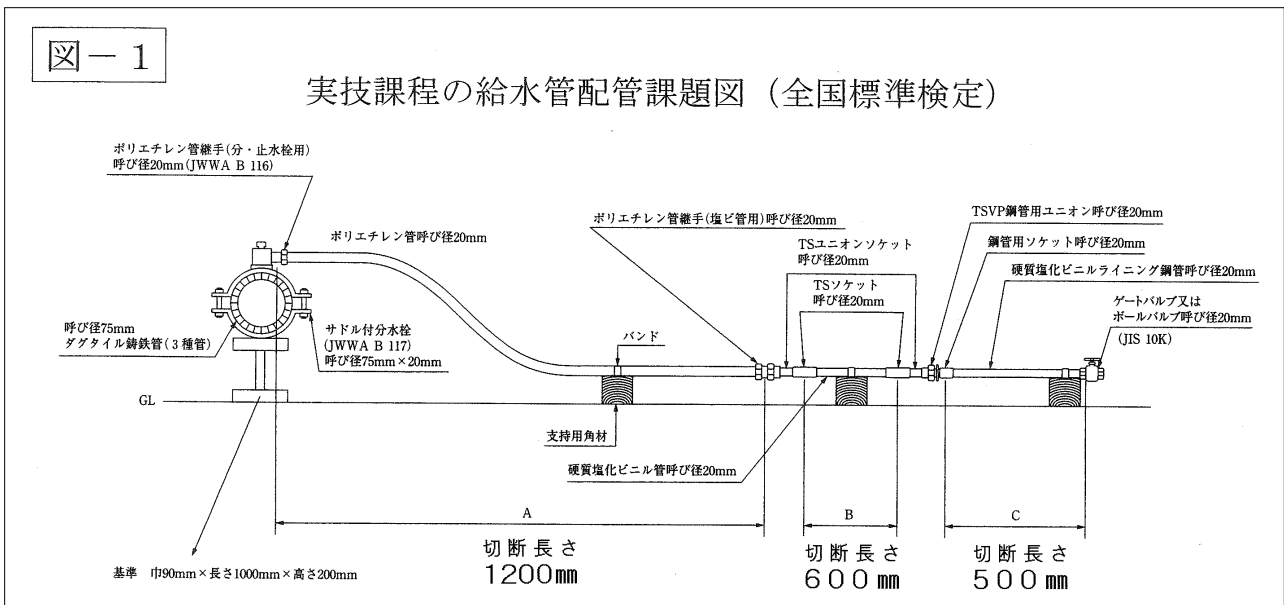 図－1
実技課程の給水管配管課題図（全国標準検定）
ポリエチレン管継手(分・止水栓用)
呼び径20mm(JWWA B 116)
ポリエチレン管呼び径20mm
ポリエチレン管継手(塩ビ管用)呼び径20mm
TSユニオンソケット
呼び径20mm
TSソケット
呼び径20mm
TSVP鋼管用ユニオン呼び径20mm
鋼管用ソケット呼び径20mm
硬質塩化ビニルライニング鋼管呼び径20mm
ゲートバルブ又は
ボールバルブ呼び径20mm
(JIS 10K)
呼び径75mm
ダグタイル鋳鉄管(3種管)
サドル付分水栓
(JWWA B 117)
呼び径75mm×20mm
バンド
GL
支持用角材
硬質塩化ビニル管呼び径20mm
A
B
C
切断長さ
1200㎜
切断長さ
600㎜
切断長さ
500㎜
基準　巾90mm×長さ1000mm×高さ200mm